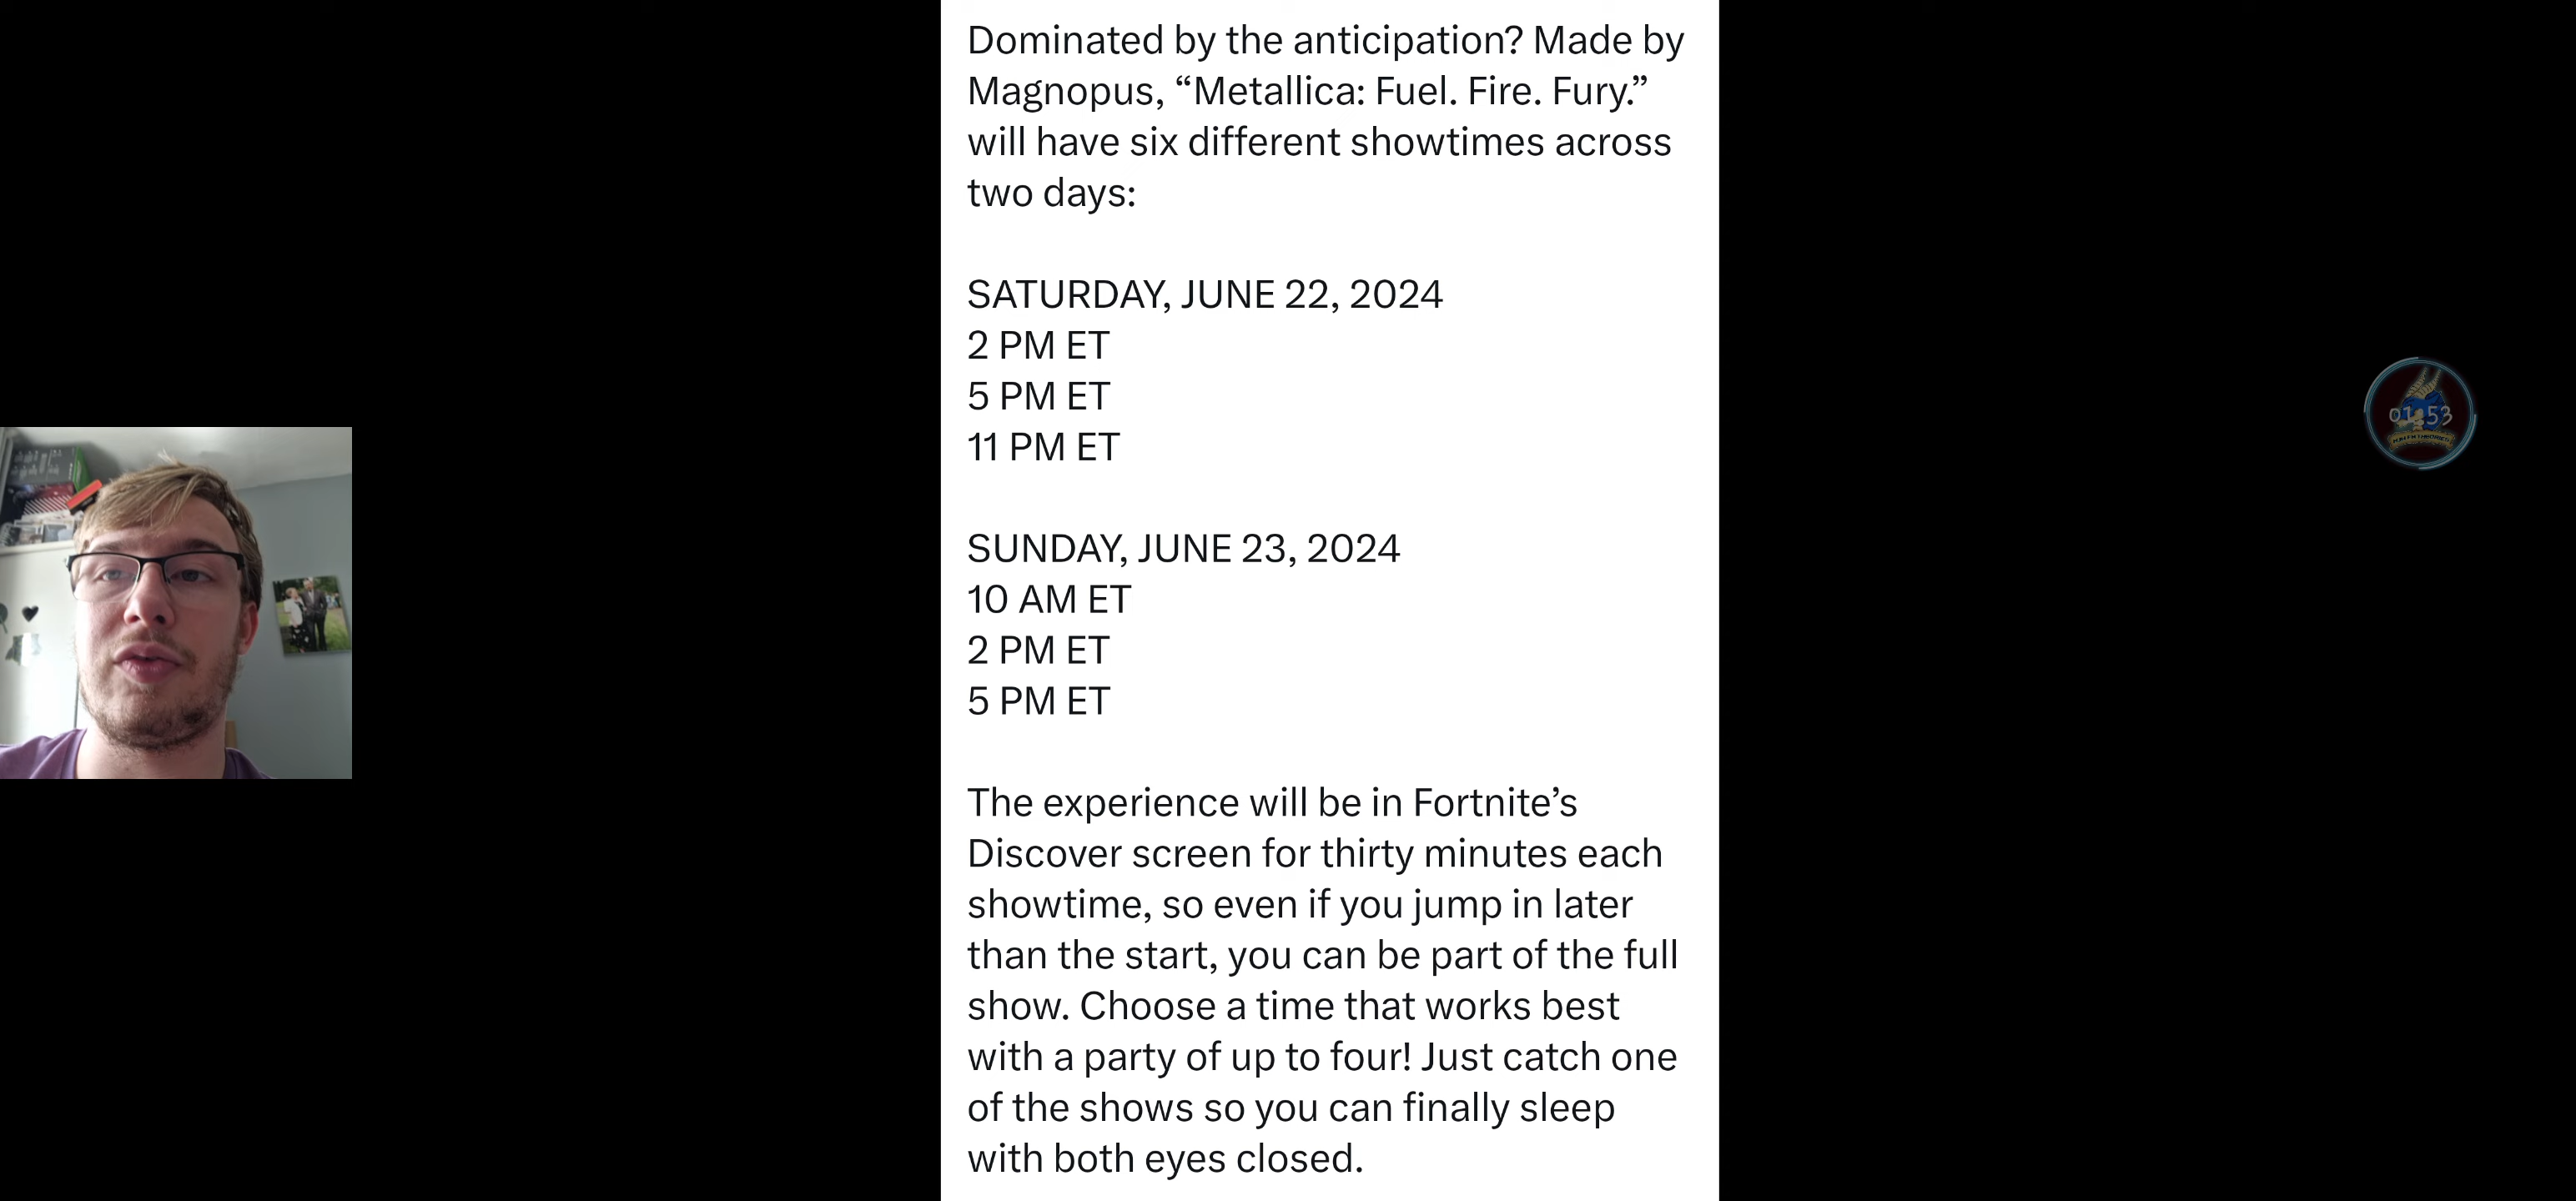 Dominated by the anticipation? Made by
Magnopus, “Metallica: Fuel. Fire. Fury.”
will have six different showtimes across
two days:
SATURDAY, JUNE 22, 2024
2 PM ET
5 PM ET
11 PM ET
SUNDAY, JUNE 23, 2024
10 AM ET
2 PM ET
5 PM ET
The experience will be in Fortnite’s
Discover screen for thirty minutes each
showtime, so even if you jump in later
than the start, you can be part of the full
show. Choose a time that works best
with a party of up to four! Just catch one
of the shows so you can finally sleep
with both eyes closed.
01:53